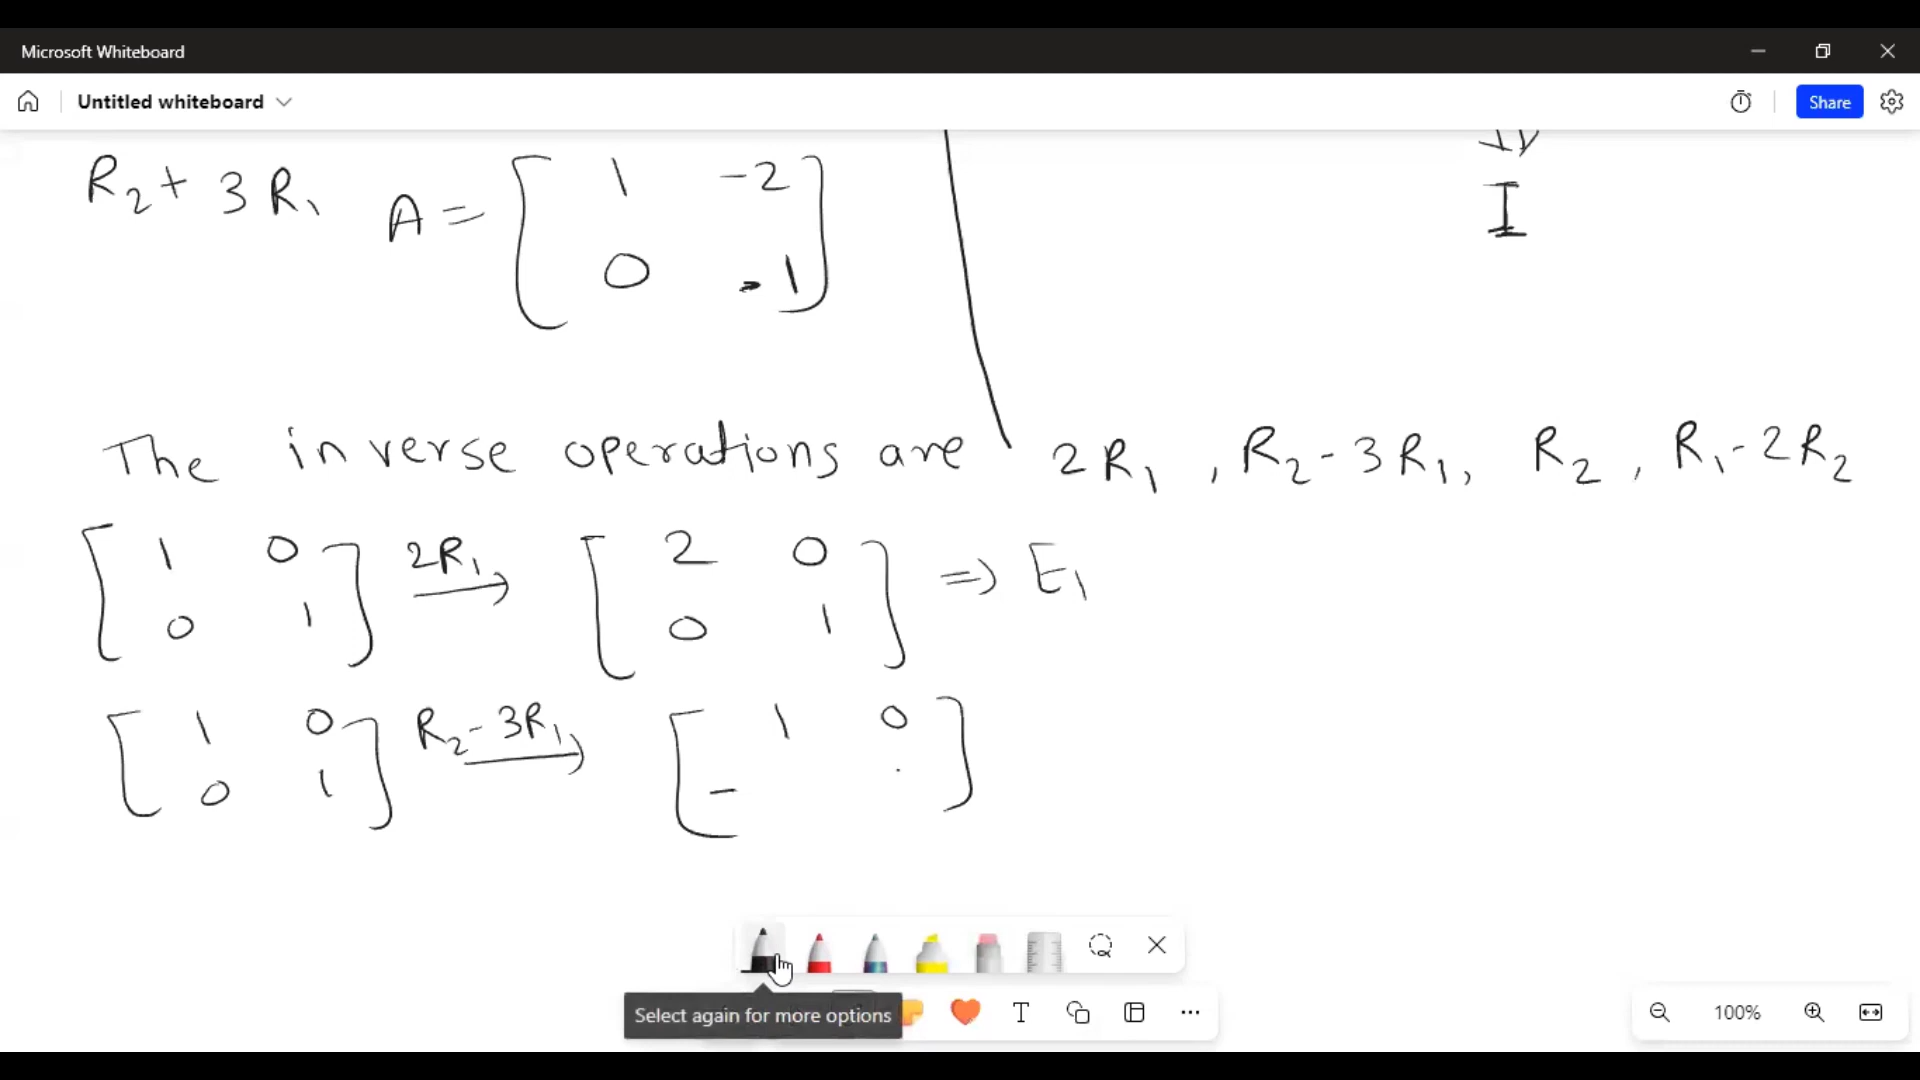 Microsoft Whiteboard
Untitled whiteboard
Share
R₂ + 3R₁ A = [ 1 -2
0 -1 ]
I
The inverse operations are 2R₁ , R₂ - 3R₁, R₂ , R₁ - 2R₂
[ 1 0
0 1 ] 2R₁ → [ 2 0
0 1 ] ⇒ E₁
[ 1 0
0 1 ] R₂ - 3R₁ → [ 1 0
- ]
Select again for more options
T
100%